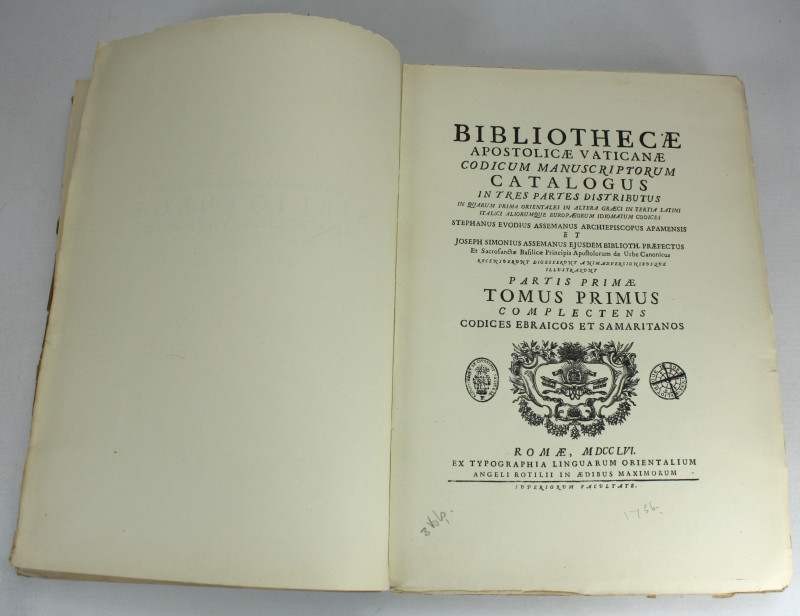 BIBLIOTHECÆ
APOSTOLICÆ VATICANÆ
CODICUM MANUSCRIPTORUM
CATALOGUS
IN TRES PARTES DISTRIBUTUS
IN QUARUM PRIMA ORIENTALES IN ALTERA GRÆCI IN TERTIA LATINI
ITALICI ALIORUMQUE EUROPÆORUM IDIOMATUM CODICES
STEPHANUS EVODIUS ASSEMANUS ARCHIEPISCOPUS APAMENSIS
ET
JOSEPH SIMONIUS ASSEMANUS EJUSDEM BIBLIOTH. PRÆFECTUS
Et Sacrosanctæ Basilicæ Principis Apostolorum de Urbe Canonicus
RECENSUERUNT DIGESSERUNT ANIMADVERSIONIBUSQUE
ILLUSTRARUNT
PARTIS PRIMÆ
TOMUS PRIMUS
COMPLECTENS
CODICES EBRAICOS ET SAMARITANOS
ROMÆ, MDCCLVI.
EX TYPOGRAPHIA LINGUARUM ORIENTALIUM
ANGELI ROTILII IN ÆDIBUS MAXIMORUM
SUPERIORUM FACULTATE.
1756.